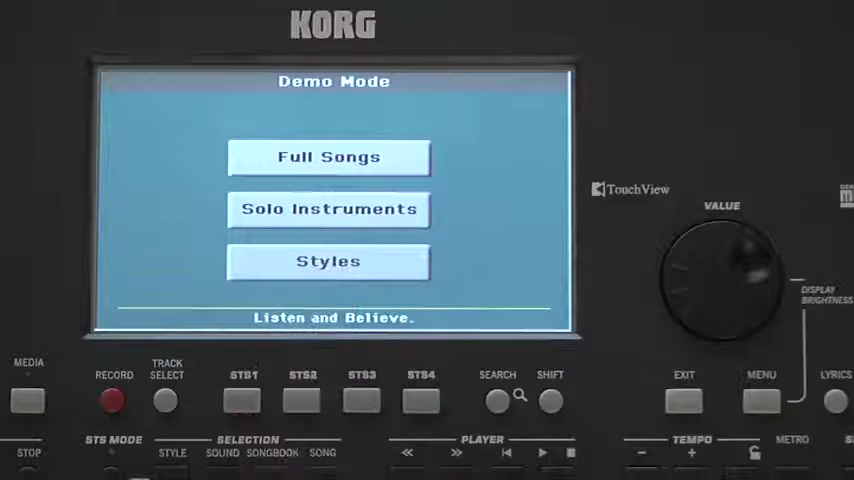 KORG
Demo Mode
Full Songs
Solo Instruments
Styles
Listen and Believe.
TouchView
VALUE
DISPLAY
BRIGHTNESS
MEDIA
RECORD
TRACK
SELECT
STS1
STS2
STS3
STS4
SEARCH
SHIFT
EXIT
MENU
LYRICS
STS MODE
SELECTION
PLAYER
TEMPO
METRO
STOP
STYLE
SOUND
SONGBOOK
SONG